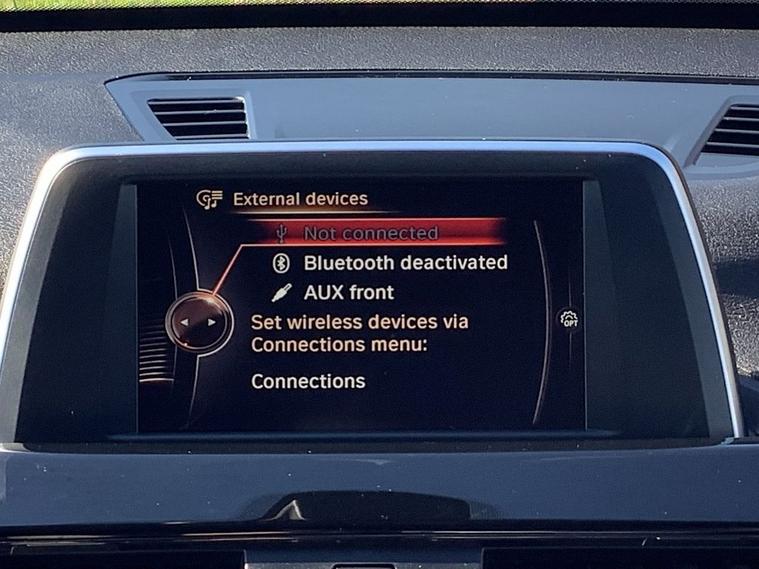 External devices
Not connected
Bluetooth deactivated
AUX front
Set wireless devices via
Connections menu:
Connections
OPT